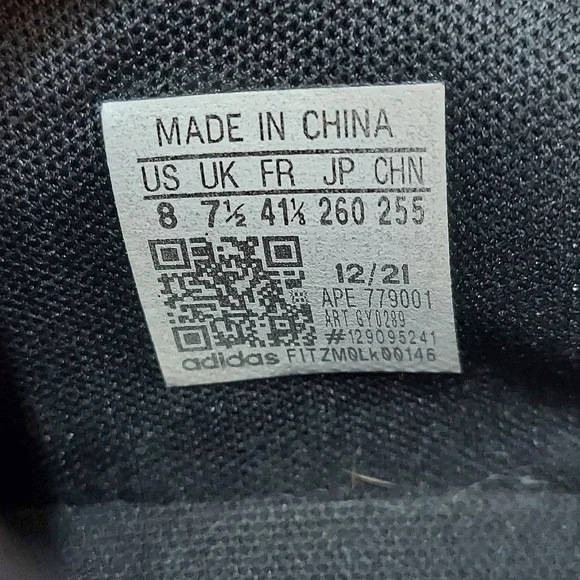 MADE IN CHINA
US UK FR JP CHN
8 7½ 41⅓ 260 255
12/21
APE 779001
ART GY0289
#129095241
adidas FITZM0Lk00146